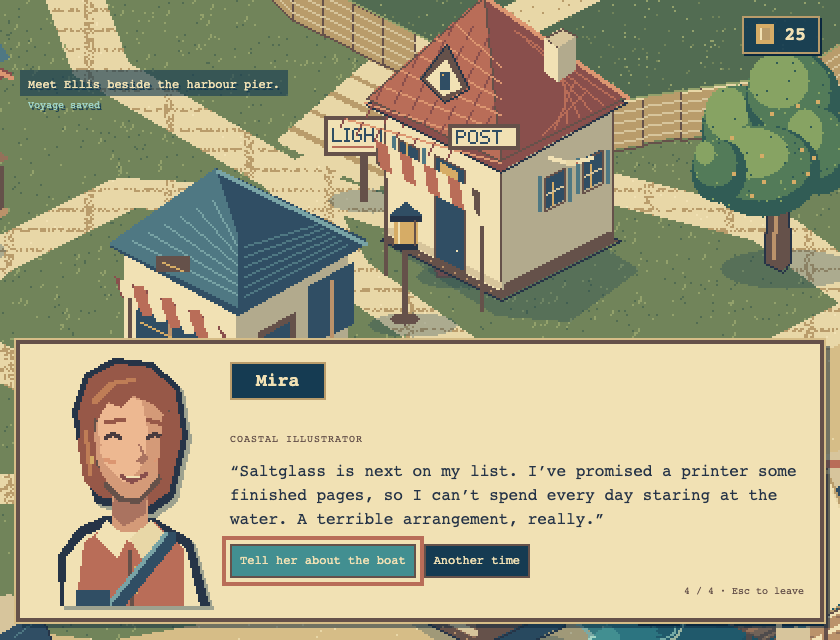 25
Meet Ellis beside the harbour pier.
Voyage saved
POST
Mira
COASTAL ILLUSTRATOR
“Saltglass is next on my list. I’ve promised a printer some
finished pages, so I can’t spend every day staring at the
water. A terrible arrangement, really.”
Tell her about the boat
Another time
4 / 4 · Esc to leave